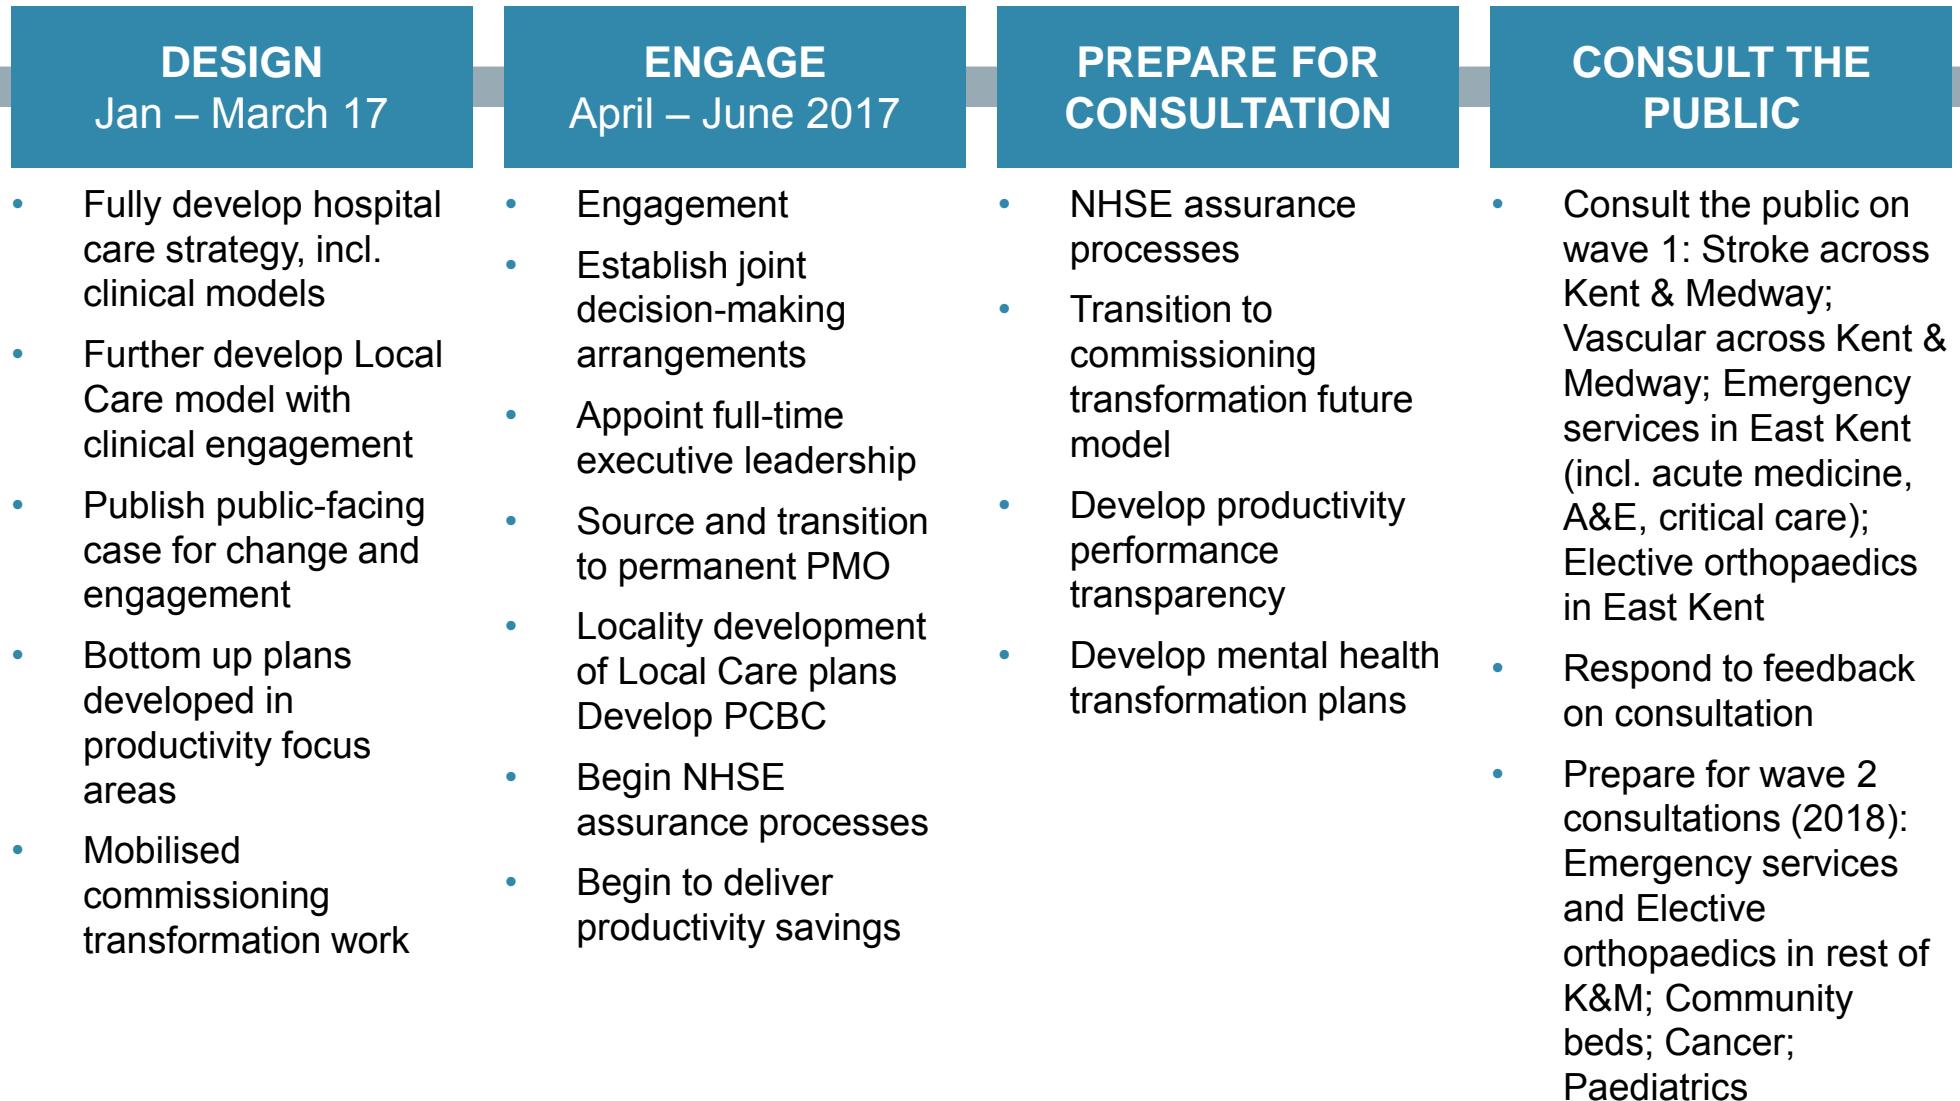 DESIGN
Jan – March 17
• Fully develop hospital
care strategy, incl.
clinical models
• Further develop Local
Care model with
clinical engagement
• Publish public-facing
case for change and
engagement
• Bottom up plans
developed in
productivity focus
areas
• Mobilised
commissioning
transformation work
ENGAGE
April – June 2017
• Engagement
• Establish joint
decision-making
arrangements
• Appoint full-time
executive leadership
• Source and transition
to permanent PMO
• Locality development
of Local Care plans
Develop PCBC
• Begin NHSE
assurance processes
• Begin to deliver
productivity savings
PREPARE FOR
CONSULTATION
• NHSE assurance
processes
• Transition to
commissioning
transformation future
model
• Develop productivity
performance
transparency
• Develop mental health
transformation plans
CONSULT THE
PUBLIC
• Consult the public on
wave 1: Stroke across
Kent & Medway;
Vascular across Kent &
Medway; Emergency
services in East Kent
(incl. acute medicine,
A&E, critical care);
Elective orthopaedics
in East Kent
• Respond to feedback
on consultation
• Prepare for wave 2
consultations (2018):
Emergency services
and Elective
orthopaedics in rest of
K&M; Community
beds; Cancer;
Paediatrics